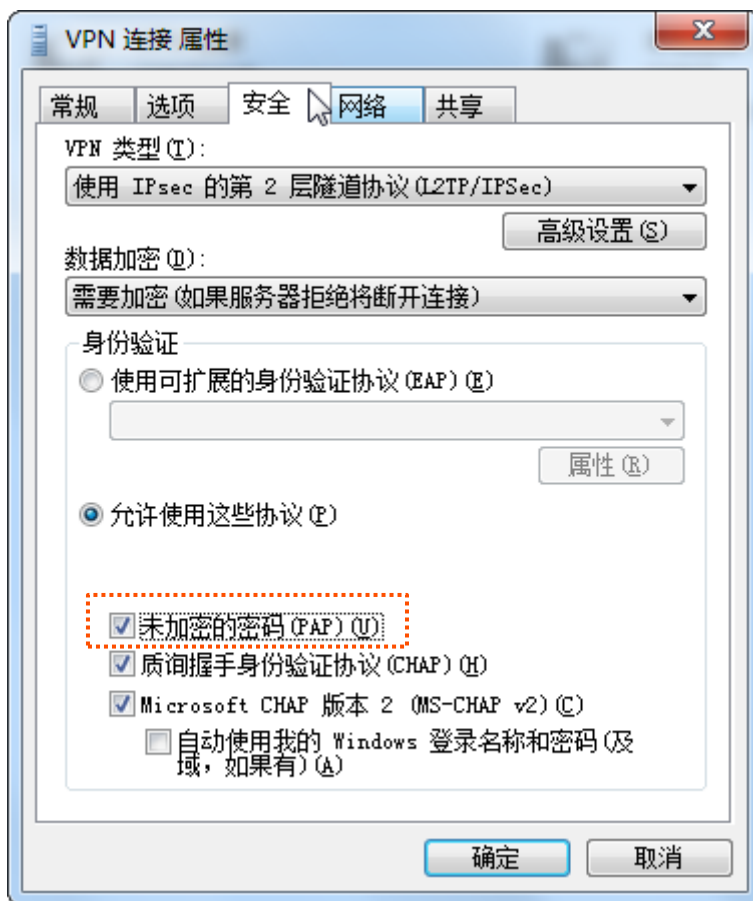 VPN 连接 属性
常规 选项 安全 网络 共享
VPN 类型(T):
使用 IPsec 的第 2 层隧道协议(L2TP/IPSec)
高级设置(S)
数据加密(D):
需要加密(如果服务器拒绝将断开连接)
身份验证
使用可扩展的身份验证协议(EAP)(E)
属性(R)
允许使用这些协议(P)
未加密的密码(PAP)(U)
质询握手身份验证协议(CHAP)(H)
Microsoft CHAP 版本 2 (MS-CHAP v2)(C)
自动使用我的 Windows 登录名称和密码(及
域，如果有)(A)
确定 取消